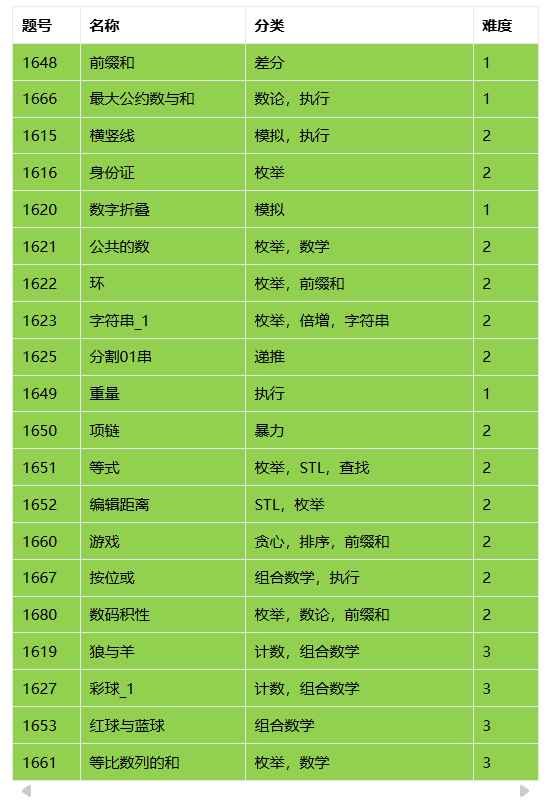 题号 名称 分类 难度
1648 前缀和 差分 1
1666 最大公约数与和 数论，执行 1
1615 横竖线 模拟，执行 2
1616 身份证 枚举 2
1620 数字折叠 模拟 1
1621 公共的数 枚举，数学 2
1622 环 枚举，前缀和 2
1623 字符串_1 枚举，倍增，字符串 2
1625 分割01串 递推 2
1649 重量 执行 1
1650 项链 暴力 2
1651 等式 枚举，STL，查找 2
1652 编辑距离 STL，枚举 2
1660 游戏 贪心，排序，前缀和 2
1667 按位或 组合数学，执行 2
1680 数码积性 枚举，数论，前缀和 2
1619 狼与羊 计数，组合数学 3
1627 彩球_1 计数，组合数学 3
1653 红球与蓝球 组合数学 3
1661 等比数列的和 枚举，数学 3